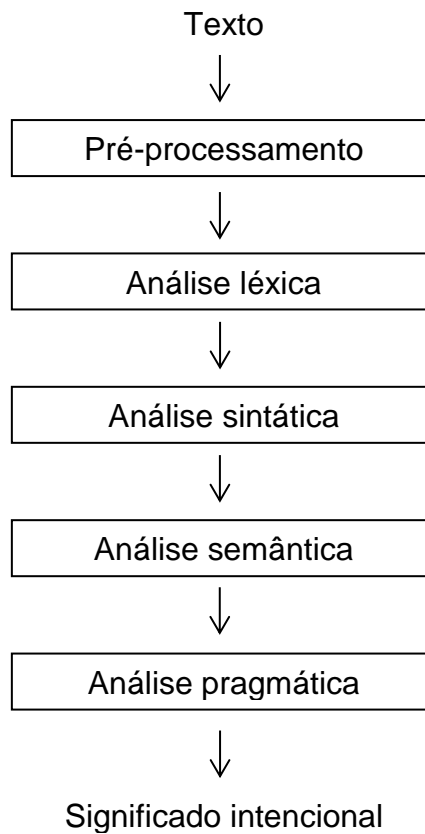 Texto
Pré-processamento
Análise léxica
Análise sintática
Análise semântica
Análise pragmática
Significado intencional